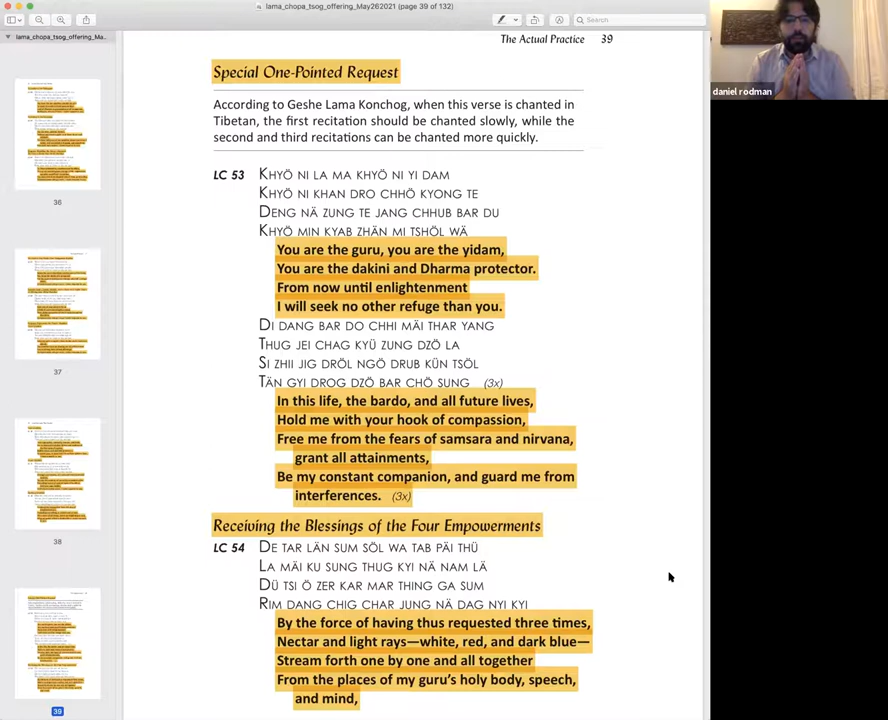 lama_chopa_tsog_offering_May262021 (page 39 of 132)
Search
lama_chopa_tsog_offering_Ma...
36
37
38
39
The Actual Practice 39
Special One-Pointed Request
According to Geshe Lama Konchog, when this verse is chanted in
Tibetan, the first recitation should be chanted slowly, while the
second and third recitations can be chanted more quickly.
LC 53 KHYÖ NI LA MA KHYÖ NI YI DAM
KHYÖ NI KHAN DRO CHHÖ KYONG TE
DENG NÄ ZUNG TE JANG CHHUB BAR DU
KHYÖ MIN KYAB ZHÄN MI TSHÖL WÄ
You are the guru, you are the yidam,
You are the dakini and Dharma protector.
From now until enlightenment
I will seek no other refuge than you.
DI DANG BAR DO CHHI MÄI THAR YANG
THUG JEI CHAG KYÜ ZUNG DZÖ LA
SI ZHII JIG DRÖL NGÖ DRUB KÜN TSÖL
TÄN GYI DROG DZÖ BAR CHÖ SUNG (3x)
In this life, the bardo, and all future lives,
Hold me with your hook of compassion,
Free me from the fears of samsara and nirvana,
grant all attainments,
Be my constant companion, and guard me from
interferences. (3x)
Receiving the Blessings of the Four Empowerments
LC 54 DE TAR LÄN SUM SÖL WA TAB PÄI THÜ
LA MÄI KU SUNG THUG KYI NÄ NAM LÄ
DÜ TSI Ö ZER KAR MAR THING GA SUM
RIM DANG CHIG CHAR JUNG NÄ DAG NYI KYI
By the force of having thus requested three times,
Nectar and light rays—white, red, and dark blue—
Stream forth one by one and all together
From the places of my guru's holy body, speech,
and mind,
daniel rodman